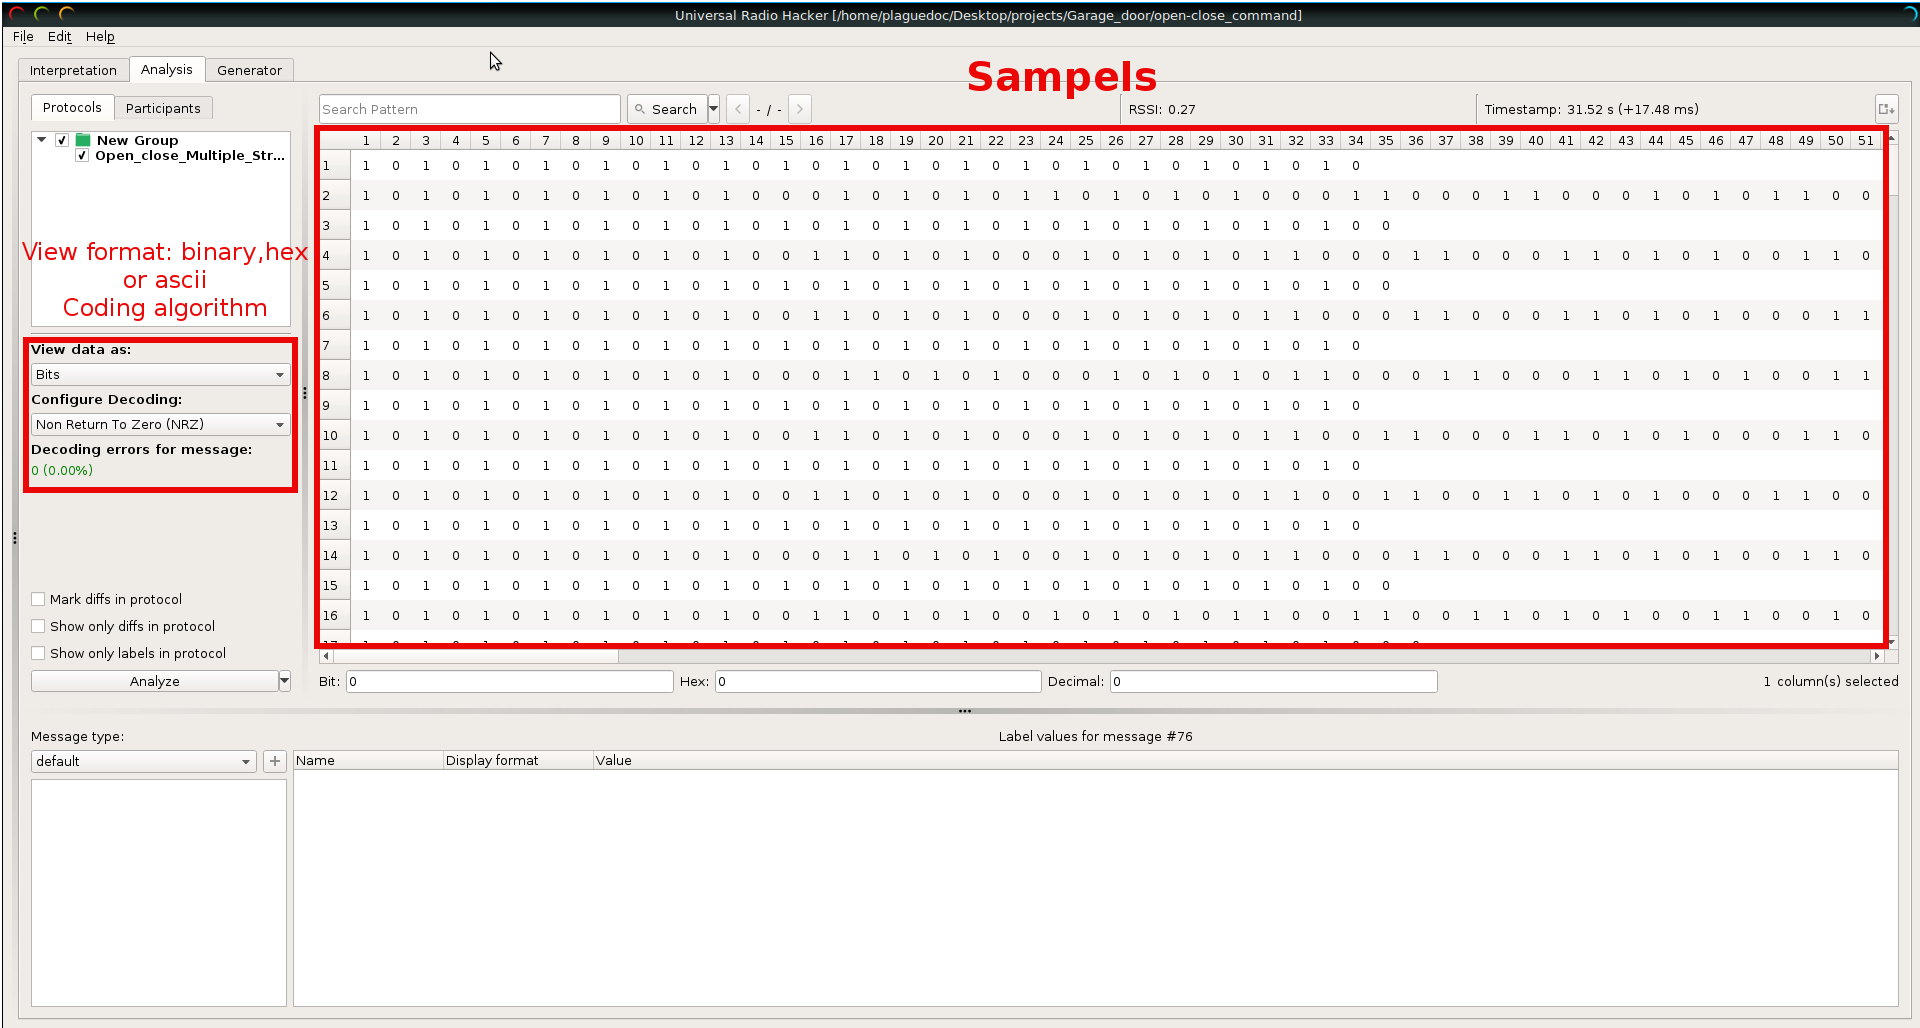 Universal Radio Hacker [/home/plaguedoc/Desktop/projects/Garage_door/open-close_command]
File Edit Help
Interpretation Analysis Generator
Sampels
Protocols Participants
Search Pattern Search - / - RSSI: 0.27 Timestamp: 31.52 s (+17.48 ms)
New Group
Open_close_Multiple_Str...
View format: binary,hex
or ascii
Coding algorithm
View data as:
Bits
Configure Decoding:
Non Return To Zero (NRZ)
Decoding errors for message:
0 (0.00%)
Mark diffs in protocol
Show only diffs in protocol
Show only labels in protocol
Analyze
1 2 3 4 5 6 7 8 9 10 11 12 13 14 15 16 17 18 19 20 21 22 23 24 25 26 27 28 29 30 31 32 33 34 35 36 37 38 39 40 41 42 43 44 45 46 47 48 49 50 51
1 1 0 1 0 1 0 1 0 1 0 1 0 1 0 1 0 1 0 1 0 1 0 1 0 1 0 1 0 1 0 1 0 1 0
2 1 0 1 0 1 0 1 0 1 0 1 0 1 0 0 0 1 0 1 0 1 0 1 1 0 1 0 1 0 1 0 0 0 1 1 0 0 0 1 1 0 0 0 1 0 1 0 1 1 0 0
3 1 0 1 0 1 0 1 0 1 0 1 0 1 0 1 0 1 0 1 0 1 0 1 0 1 0 1 0 1 0 1 0 1 0 0
4 1 0 1 0 1 0 1 0 1 0 1 0 1 0 0 1 1 0 1 0 1 0 0 0 1 0 1 0 1 0 1 1 0 0 0 1 1 0 0 0 1 1 0 1 0 1 0 0 1 1 0
5 1 0 1 0 1 0 1 0 1 0 1 0 1 0 1 0 1 0 1 0 1 0 1 0 1 0 1 0 1 0 1 0 1 0 0
6 1 0 1 0 1 0 1 0 1 0 1 0 1 0 0 1 1 0 1 0 1 0 0 0 1 0 1 0 1 0 1 1 0 0 0 1 1 0 0 0 1 1 0 1 0 1 0 0 0 1 1
7 1 0 1 0 1 0 1 0 1 0 1 0 1 0 1 0 1 0 1 0 1 0 1 0 1 0 1 0 1 0 1 0 1 0
8 1 0 1 0 1 0 1 0 1 0 1 0 1 0 0 0 1 1 0 1 0 1 0 0 0 1 0 1 0 1 0 1 1 0 0 0 1 1 0 0 0 1 1 0 1 0 1 0 0 1 1
9 1 0 1 0 1 0 1 0 1 0 1 0 1 0 1 0 1 0 1 0 1 0 1 0 1 0 1 0 1 0 1 0 1 0
10 1 0 1 0 1 0 1 0 1 0 1 0 1 0 0 1 1 0 1 0 1 0 0 0 1 0 1 0 1 0 1 1 0 0 1 1 0 0 0 1 1 0 1 0 1 0 0 0 1 1 0
11 1 0 1 0 1 0 1 0 1 0 1 0 1 0 1 0 1 0 1 0 1 0 1 0 1 0 1 0 1 0 1 0 1 0
12 1 0 1 0 1 0 1 0 1 0 1 0 1 0 0 1 1 0 1 0 1 0 0 0 1 0 1 0 1 0 1 1 0 0 1 1 0 0 1 1 0 1 0 1 0 0 0 1 1 0 0
13 1 0 1 0 1 0 1 0 1 0 1 0 1 0 1 0 1 0 1 0 1 0 1 0 1 0 1 0 1 0 1 0 1 0
14 1 0 1 0 1 0 1 0 1 0 1 0 1 0 0 0 1 1 0 1 0 1 0 0 1 0 1 0 1 0 1 1 0 0 0 1 1 0 0 0 1 1 0 1 0 1 0 0 1 1 0
15 1 0 1 0 1 0 1 0 1 0 1 0 1 0 1 0 1 0 1 0 1 0 1 0 1 0 1 0 1 0 1 0 1 0 0
16 1 0 1 0 1 0 1 0 1 0 1 0 1 0 0 1 1 0 1 0 1 0 0 1 0 1 0 1 0 1 1 0 0 1 1 0 0 1 1 0 1 0 1 0 0 1 1 0 0 1 0
Bit: 0 Hex: 0 Decimal: 0 1 column(s) selected
Message type:
default
Label values for message #76
Name Display format Value